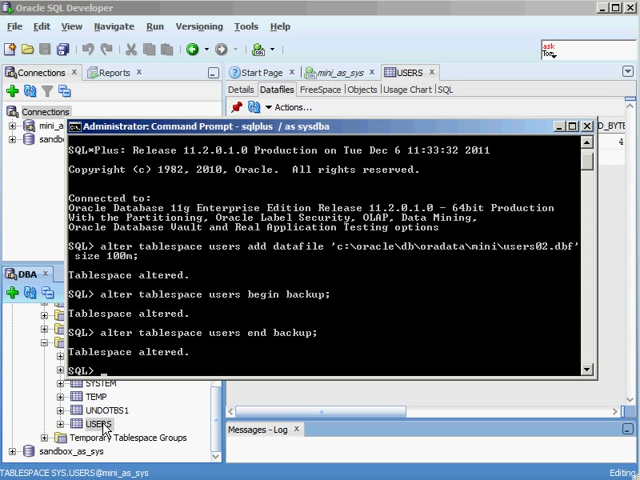 Oracle SQL Developer
File Edit View Navigate Run Versioning Tools Help
ask
Tom
Connections
Reports
Start Page
mini_as_sys
USERS
Details Datafiles FreeSpace Objects Usage Chart SQL
Actions...
Connections
mini_a
sandb
D_BYTE
4
Administrator: Command Prompt - sqlplus / as sysdba
SQL*Plus: Release 11.2.0.1.0 Production on Tue Dec 6 11:33:32 2011
Copyright (c) 1982, 2010, Oracle. All rights reserved.
Connected to:
Oracle Database 11g Enterprise Edition Release 11.2.0.1.0 - 64bit Production
With the Partitioning, Oracle Label Security, OLAP, Data Mining,
Oracle Database Vault and Real Application Testing options
SQL> alter tablespace users add datafile 'c:\oracle\db\oradata\mini\users02.dbf'
size 100m;
Tablespace altered.
SQL> alter tablespace users begin backup;
Tablespace altered.
SQL> alter tablespace users end backup;
Tablespace altered.
SQL> _
DBA
SYSTEM
TEMP
UNDOTBS1
USERS
Temporary Tablespace Groups
sandbox_as_sys
Messages - Log
TABLESPACE SYS.USERS@mini_as_sys
Editing